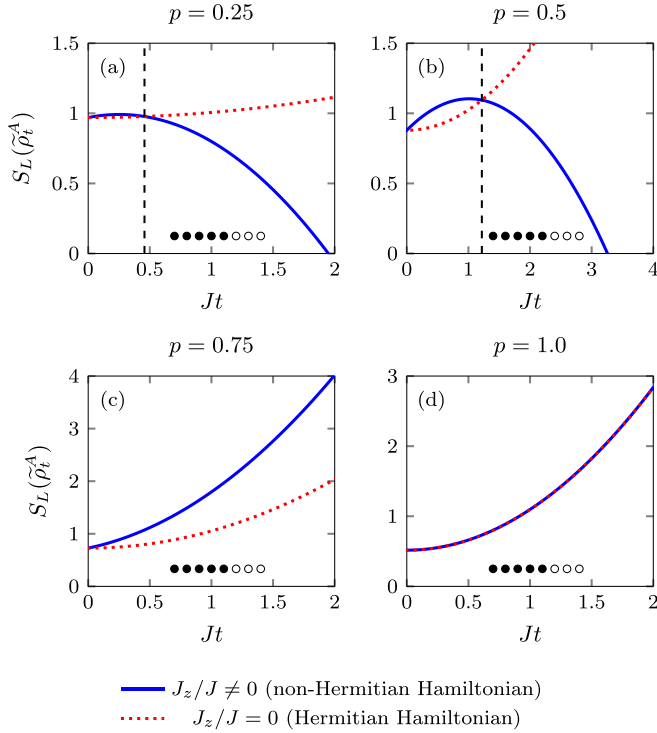 p = 0.25
p = 0.5
1.5
1
0.5
0
S_L(ρ̃_t^A)
(a)
0
0.5
1
1.5
2
Jt
1.5
1
0.5
0
(b)
0
1
2
3
4
Jt
p = 0.75
p = 1.0
4
3
2
1
0
S_L(ρ̃_t^A)
(c)
0
0.5
1
1.5
2
Jt
3
2
1
0
(d)
0
0.5
1
1.5
2
Jt
J_z/J ≠ 0 (non-Hermitian Hamiltonian)
J_z/J = 0 (Hermitian Hamiltonian)